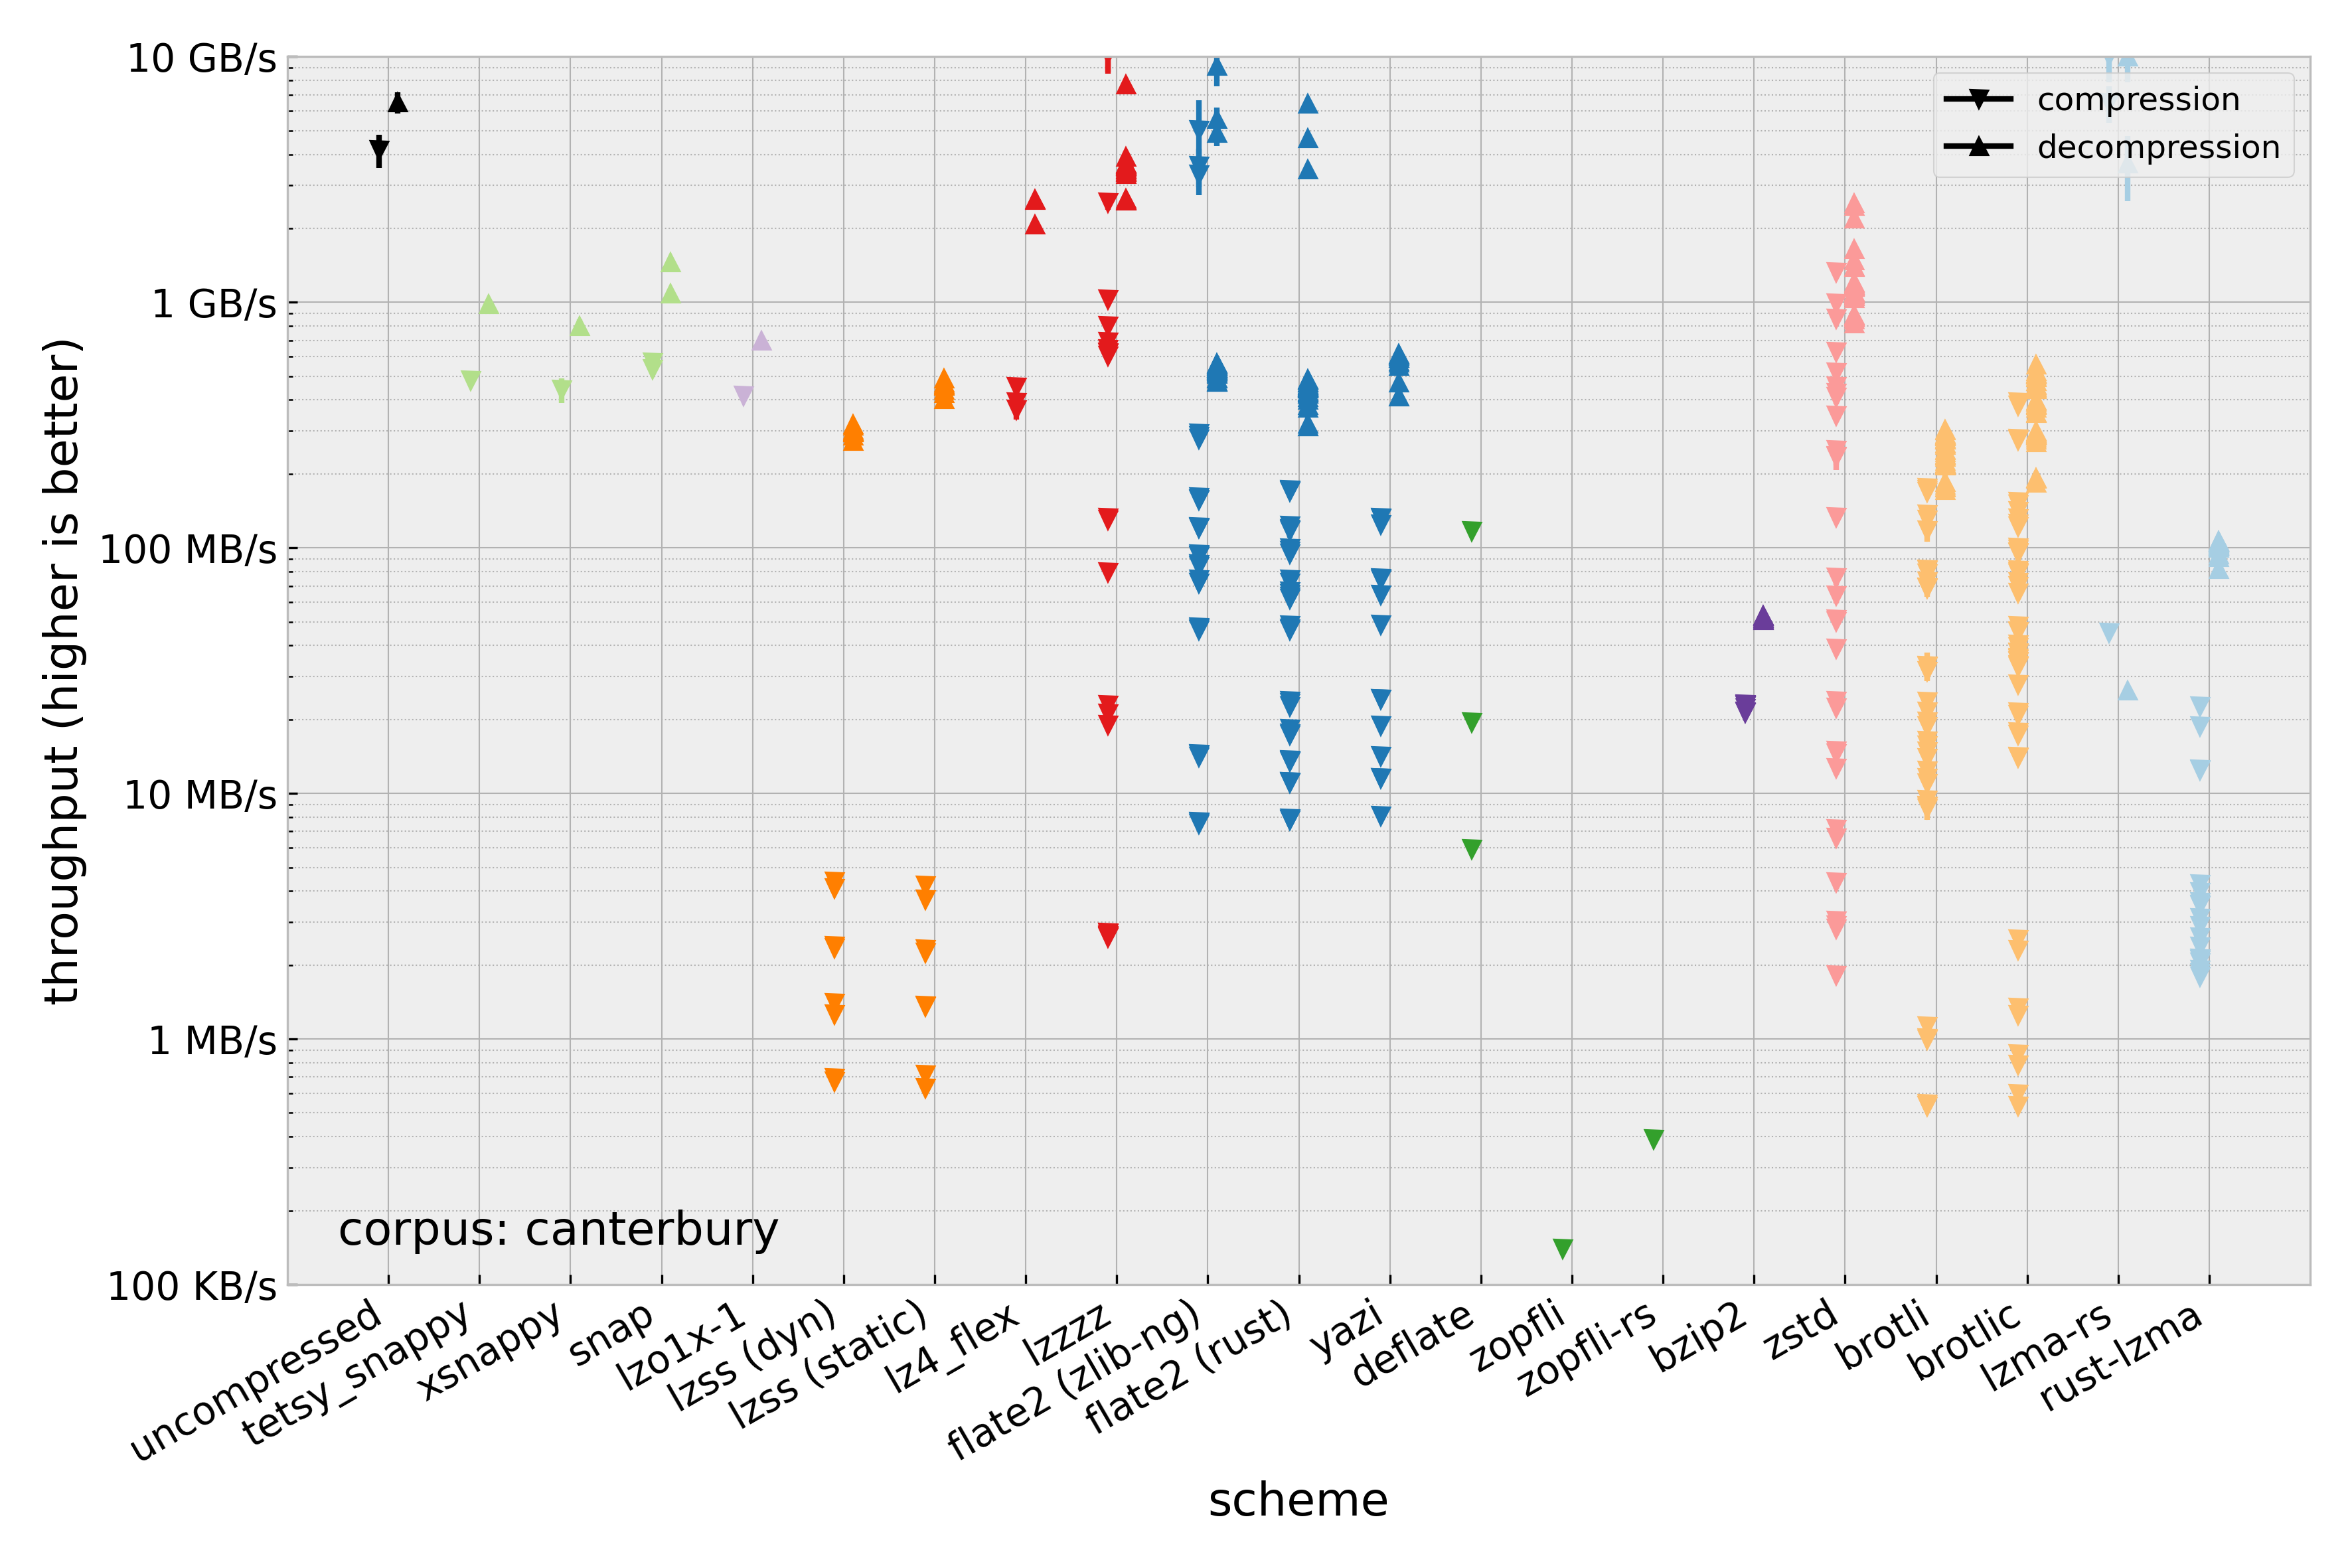 throughput (higher is better)
10 GB/s
1 GB/s
100 MB/s
10 MB/s
1 MB/s
100 KB/s
compression
decompression
corpus: canterbury
uncompressed
tetsy_snappy
xsnappy
snap
lzo1x-1
lzss (dyn)
lzss (static)
lz4_flex
lzzzz
flate2 (zlib-ng)
flate2 (rust)
yazi
deflate
zopfli
zopfli-rs
bzip2
zstd
brotli
brotlic
lzma-rs
rust-lzma
scheme